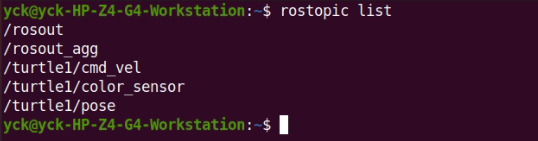 yck@yck-HP-Z4-G4-Workstation:~$ rostopic list
/rosout
/rosout_agg
/turtle1/cmd_vel
/turtle1/color_sensor
/turtle1/pose
yck@yck-HP-Z4-G4-Workstation:~$